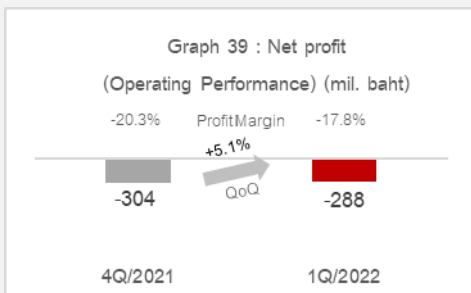 Graph 39 : Net profit
(Operating Performance) (mil. baht)
-20.3% ProfitMargin -17.8%
+5.1%
QoQ
-304 -288
4Q/2021 1Q/2022